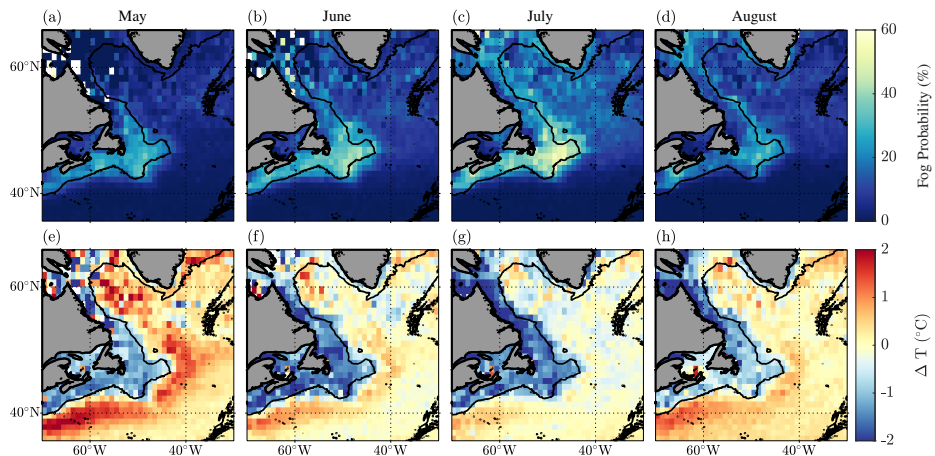 (a) May (b) June (c) July (d) August
60°N
40°N
60
40
20
0
Fog Probability (%)
(e) (f) (g) (h)
60°N
40°N
60°W 40°W 60°W 40°W 60°W 40°W 60°W 40°W
2
1
0
−1
−2
Δ T (°C)